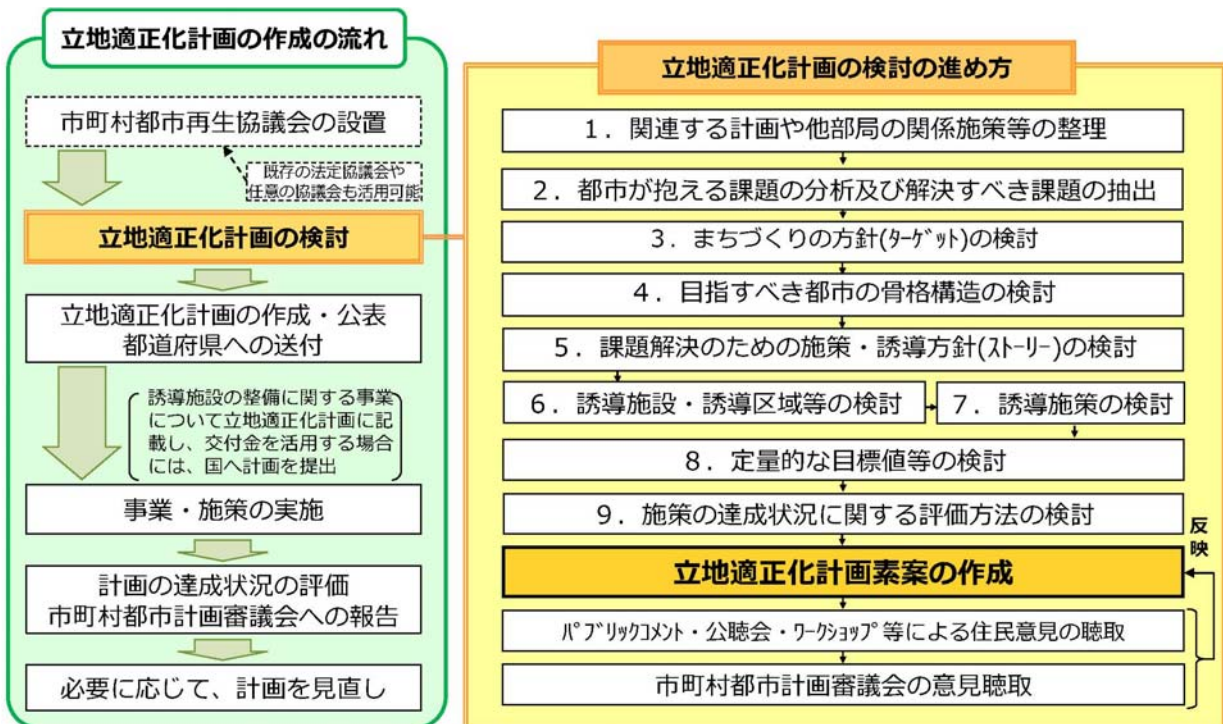 立地適正化計画の作成の流れ
市町村都市再生協議会の設置
既存の法定協議会や
任意の協議会も活用可能
立地適正化計画の検討
立地適正化計画の作成・公表
都道府県への送付
誘導施設の整備に関する事業
について立地適正化計画に記
載し、交付金を活用する場合
には、国へ計画を提出
事業・施策の実施
計画の達成状況の評価
市町村都市計画審議会への報告
必要に応じて、計画を見直し
立地適正化計画の検討の進め方
１．関連する計画や他部局の関係施策等の整理
２．都市が抱える課題の分析及び解決すべき課題の抽出
３．まちづくりの方針(ﾀｰｹﾞｯﾄ)の検討
４．目指すべき都市の骨格構造の検討
５．課題解決のための施策・誘導方針(ｽﾄｰﾘｰ)の検討
６．誘導施設・誘導区域等の検討
７．誘導施策の検討
８．定量的な目標値等の検討
９．施策の達成状況に関する評価方法の検討
反映
立地適正化計画素案の作成
ﾊﾟﾌﾞﾘｯｸｺﾒﾝﾄ・公聴会・ﾜｰｸｼｮｯﾌﾟ等による住民意見の聴取
市町村都市計画審議会の意見聴取